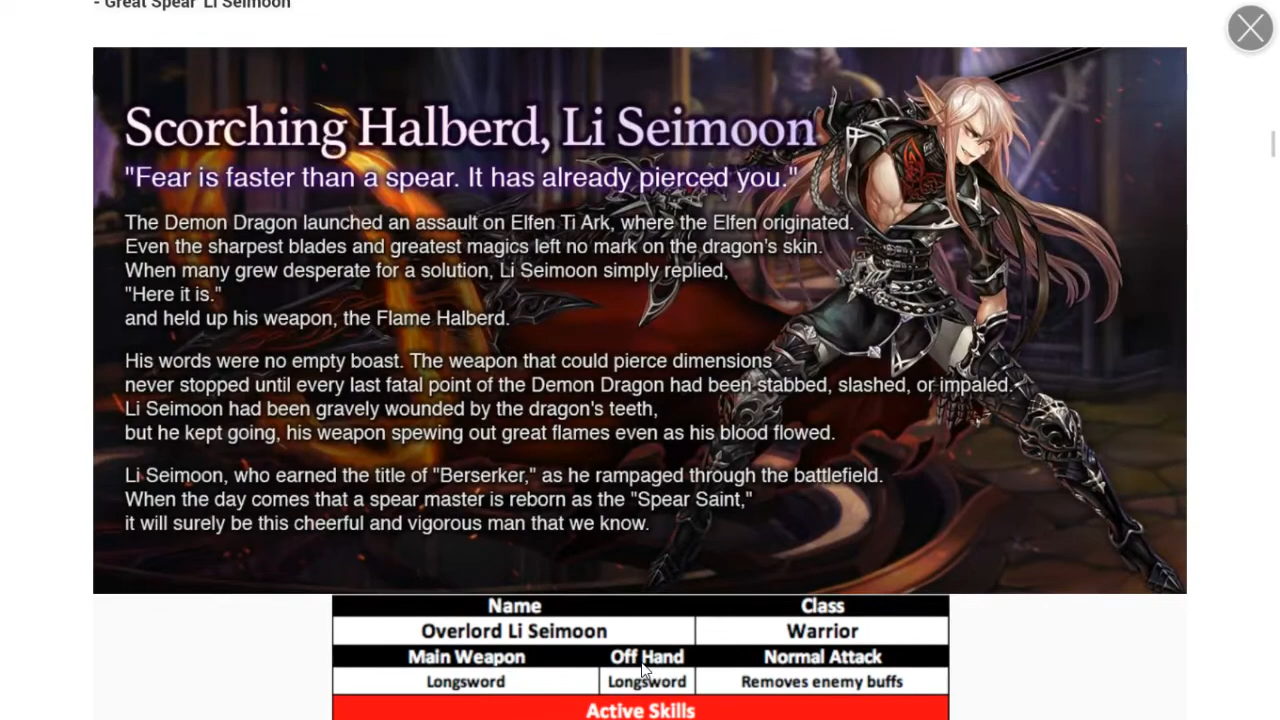 - Great Spear Li Seimoon
Scorching Halberd, Li Seimoon
"Fear is faster than a spear. It has already pierced you."
The Demon Dragon launched an assault on Elfen Ti Ark, where the Elfen originated.
Even the sharpest blades and greatest magics left no mark on the dragon's skin.
When many grew desperate for a solution, Li Seimoon simply replied,
"Here it is."
and held up his weapon, the Flame Halberd.
His words were no empty boast. The weapon that could pierce dimensions
never stopped until every last fatal point of the Demon Dragon had been stabbed, slashed, or impaled.
Li Seimoon had been gravely wounded by the dragon's teeth,
but he kept going, his weapon spewing out great flames even as his blood flowed.
Li Seimoon, who earned the title of "Berserker," as he rampaged through the battlefield.
When the day comes that a spear master is reborn as the "Spear Saint,"
it will surely be this cheerful and vigorous man that we know.
Name Class
Overlord Li Seimoon Warrior
Main Weapon Off Hand Normal Attack
Longsword Longsword Removes enemy buffs
Active Skills